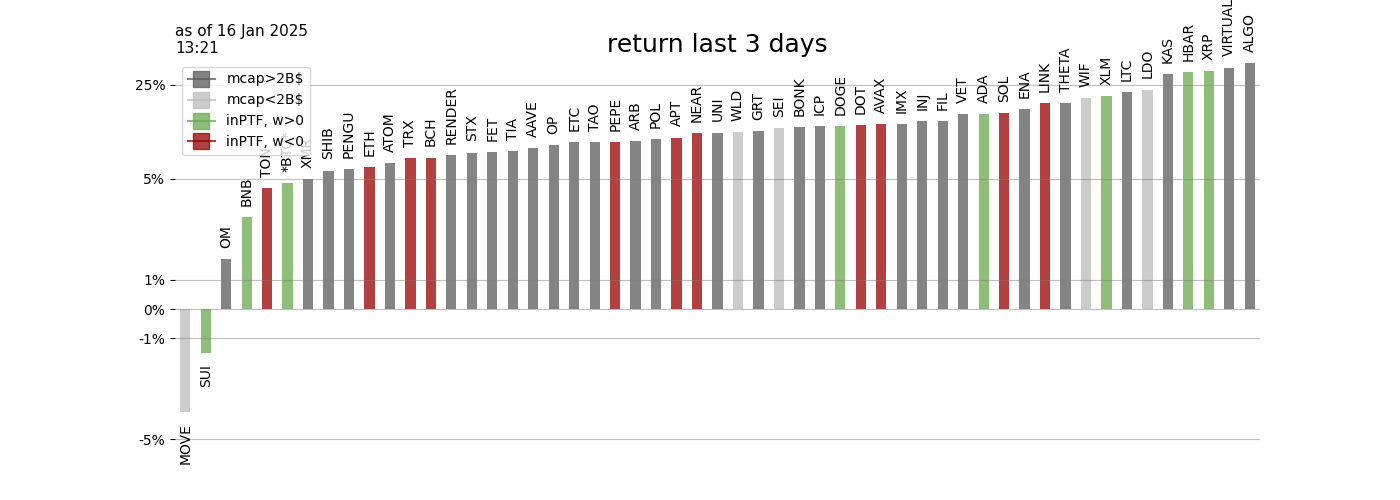 as of 16 Jan 2025
13:21
return last 3 days
mcap>2B$
mcap<2B$
inPTF, w>0
inPTF, w<0
25%
5%
1%
0%
-1%
-5%
MOVE
SUI
OM
BNB
TON
XMR
SHIB
PENGU
ETH
ATOM
TRX
BCH
RENDER
STX
FET
TIA
AAVE
OP
ETC
TAO
PEPE
ARB
POL
APT
NEAR
UNI
WLD
GRT
SEI
BONK
ICP
DOGE
DOT
AVAX
IMX
INJ
FIL
VET
ADA
SOL
ENA
LINK
THETA
WIF
XLM
LTC
LDO
KAS
HBAR
XRP
VIRTUAL
ALGO